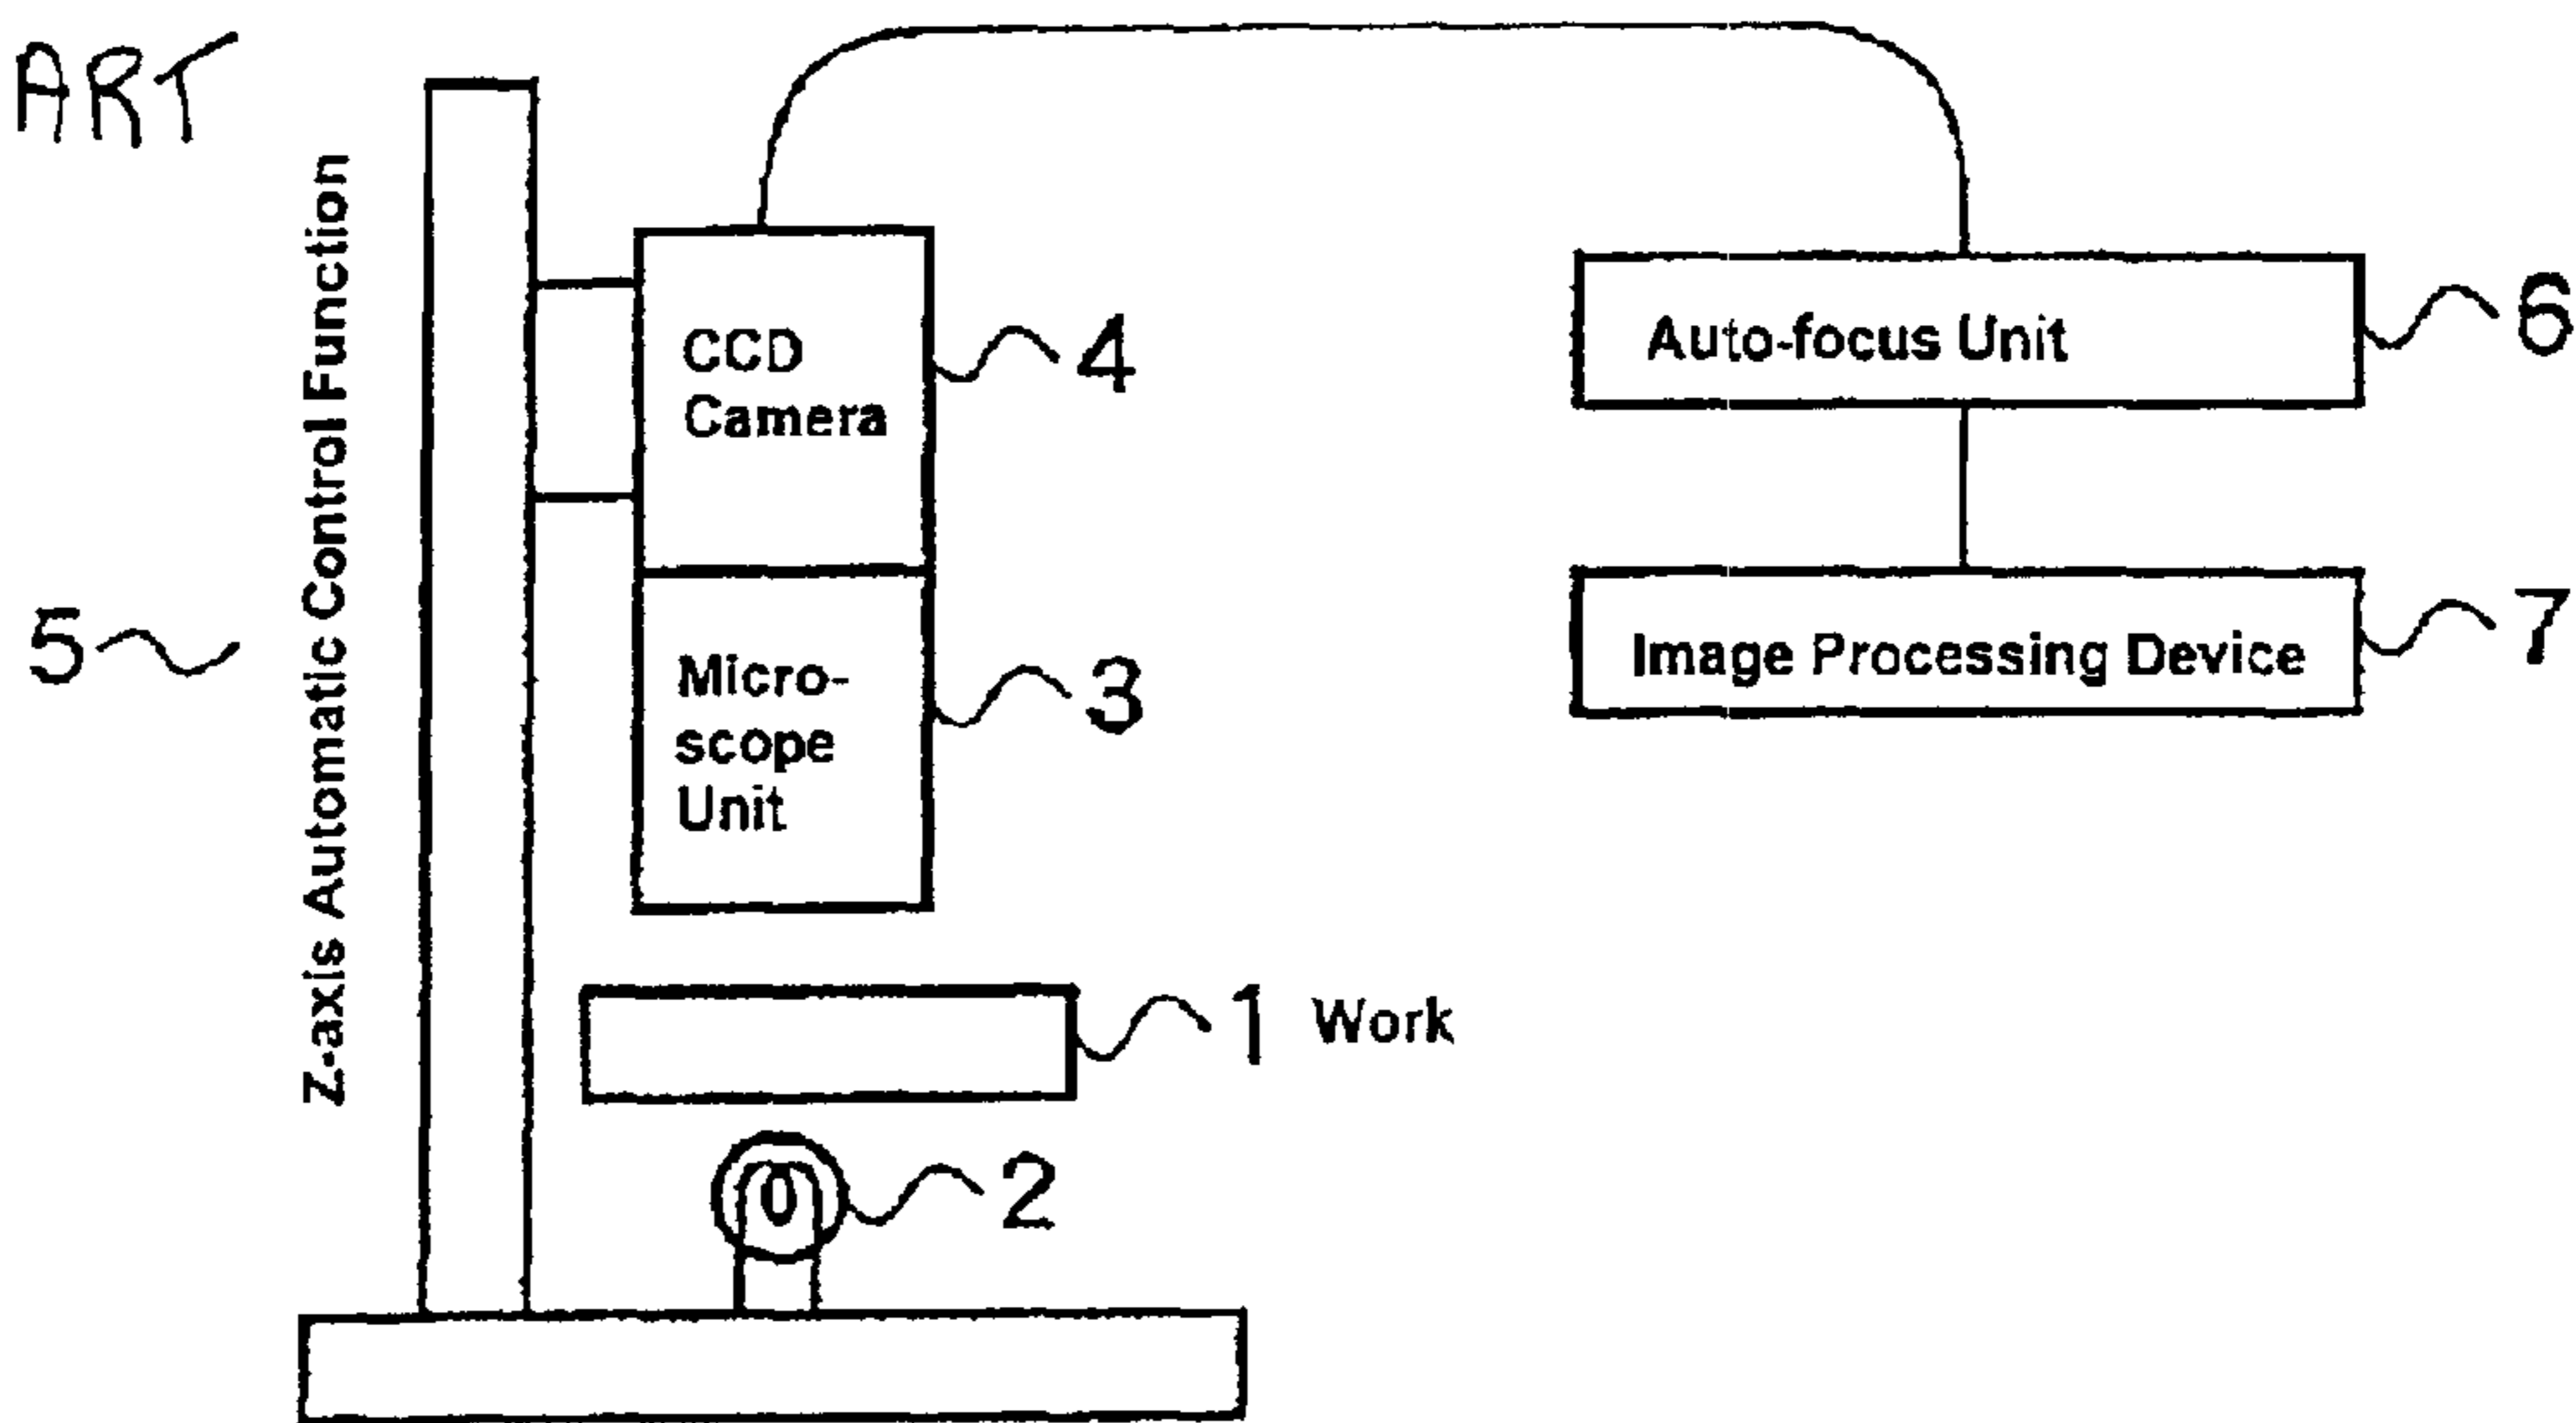 ART
Z-axis Automatic Control Function
5
CCD
Camera
4
Micro-
scope
Unit
3
1 Work
2
Auto-focus Unit
6
Image Processing Device
7